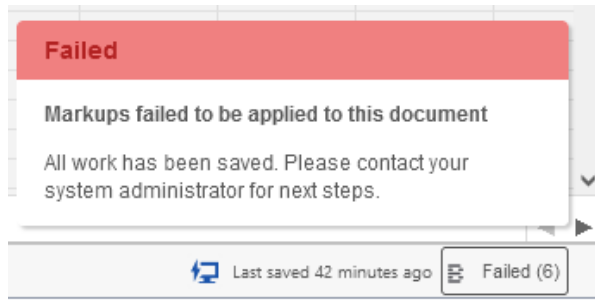 Failed
Markups failed to be applied to this document
All work has been saved. Please contact your
system administrator for next steps.
Last saved 42 minutes ago
Failed (6)